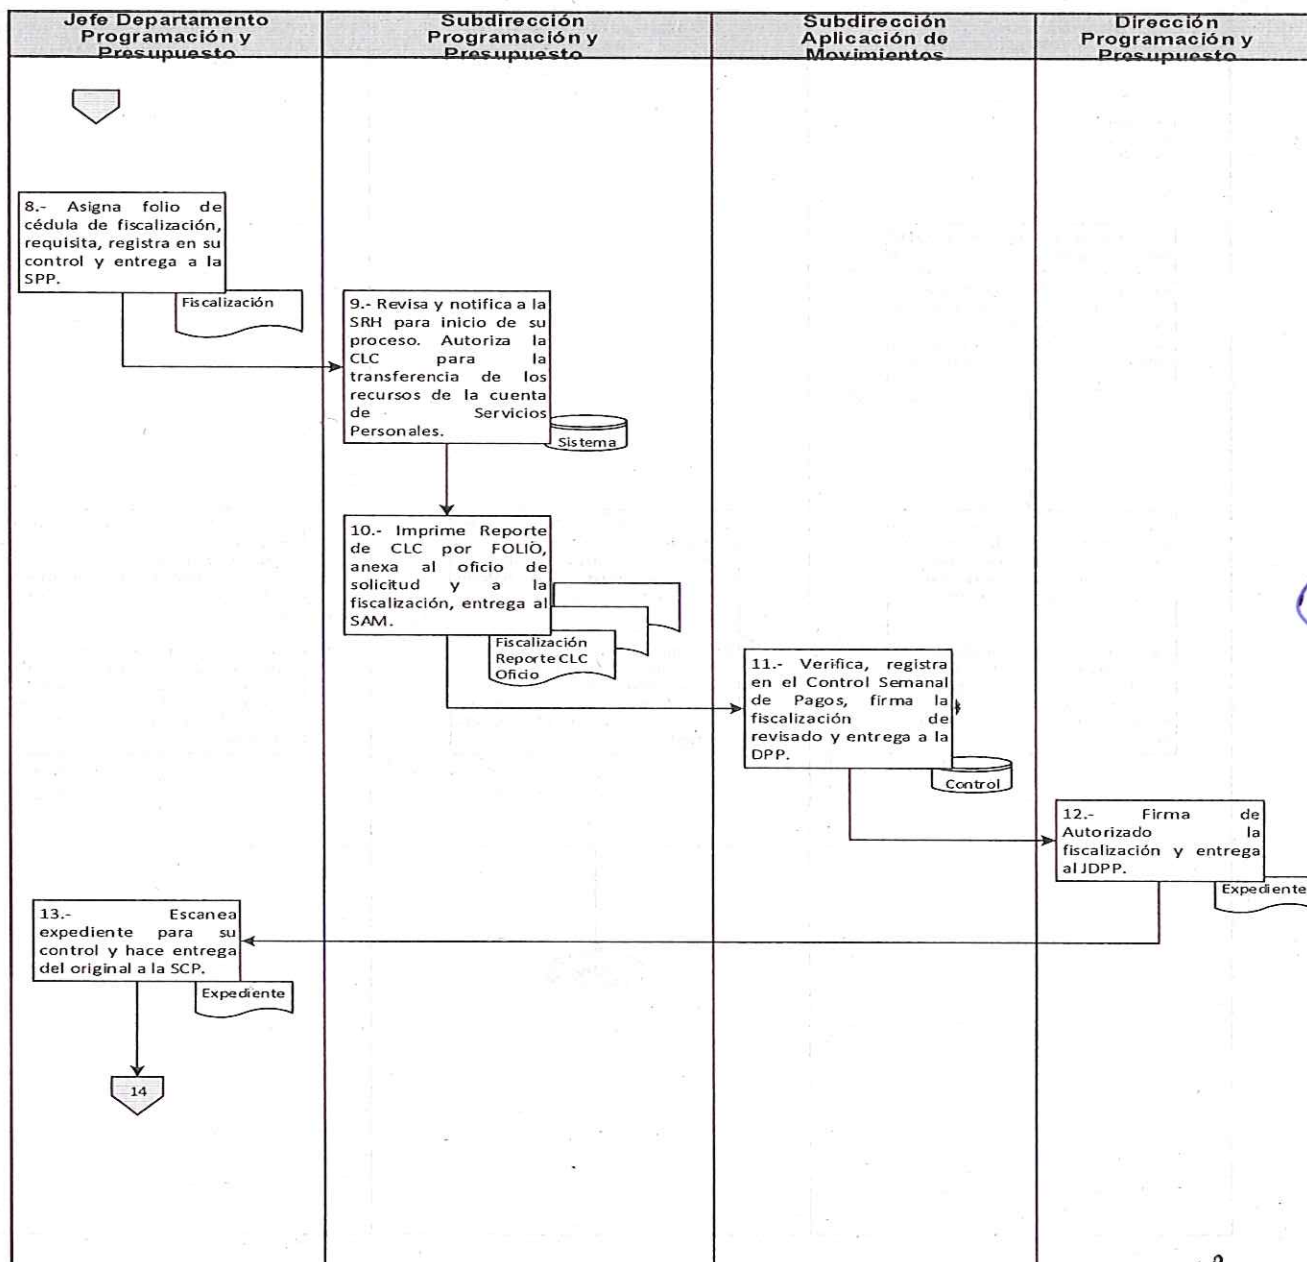 Jefe Departamento
Programación y
Presupuesto
Subdirección
Programación y
Presupuesto
Subdirección
Aplicación de
Movimientos
Dirección
Programación y
Presupuesto
8.- Asigna folio de
cédula de fiscalización,
requisita, registra en su
control y entrega a la
SPP.
Fiscalización
9.- Revisa y notifica a la
SRH para inicio de su
proceso. Autoriza la
CLC para la
transferencia de los
recursos de la cuenta
de Servicios
Personales.
Sistema
10.- Imprime Reporte
de CLC por FOLIO,
anexa al oficio de
solicitud y a la
fiscalización, entrega al
SAM.
Fiscalización
Reporte CLC
Oficio
11.- Verifica, registra
en el Control Semanal
de Pagos, firma la
fiscalización de
revisado y entrega a la
DPP.
Control
12.- Firma de
Autorizado la
fiscalización y entrega
al JDPP.
Expediente
13.- Escanea
expediente para su
control y hace entrega
del original a la SCP.
Expediente
14